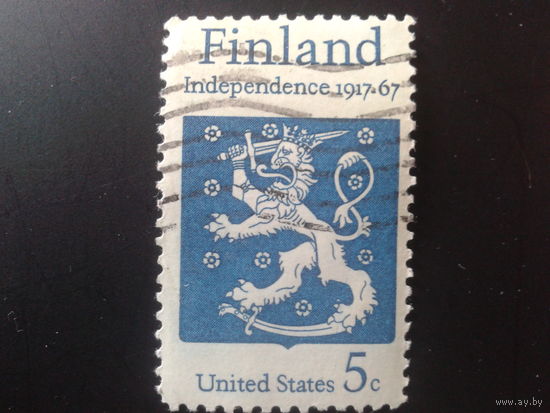 Finland
Independence 1917-67
United States 5c
www.ay.by